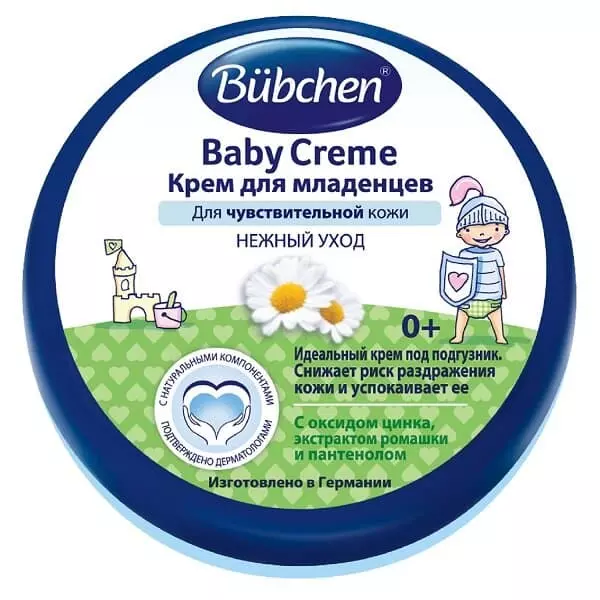 Bübchen®
Baby Creme
Крем для младенцев
Для чувствительной кожи
НЕЖНЫЙ УХОД
0+
Идеальный крем под подгузник.
Снижает риск раздражения
кожи и успокаивает ее
С НАТУРАЛЬНЫМИ КОМПОНЕНТАМИ
ПОДТВЕРЖДЕНО ДЕРМАТОЛОГАМИ
С оксидом цинка,
экстрактом ромашки
и пантенолом
Изготовлено в Германии